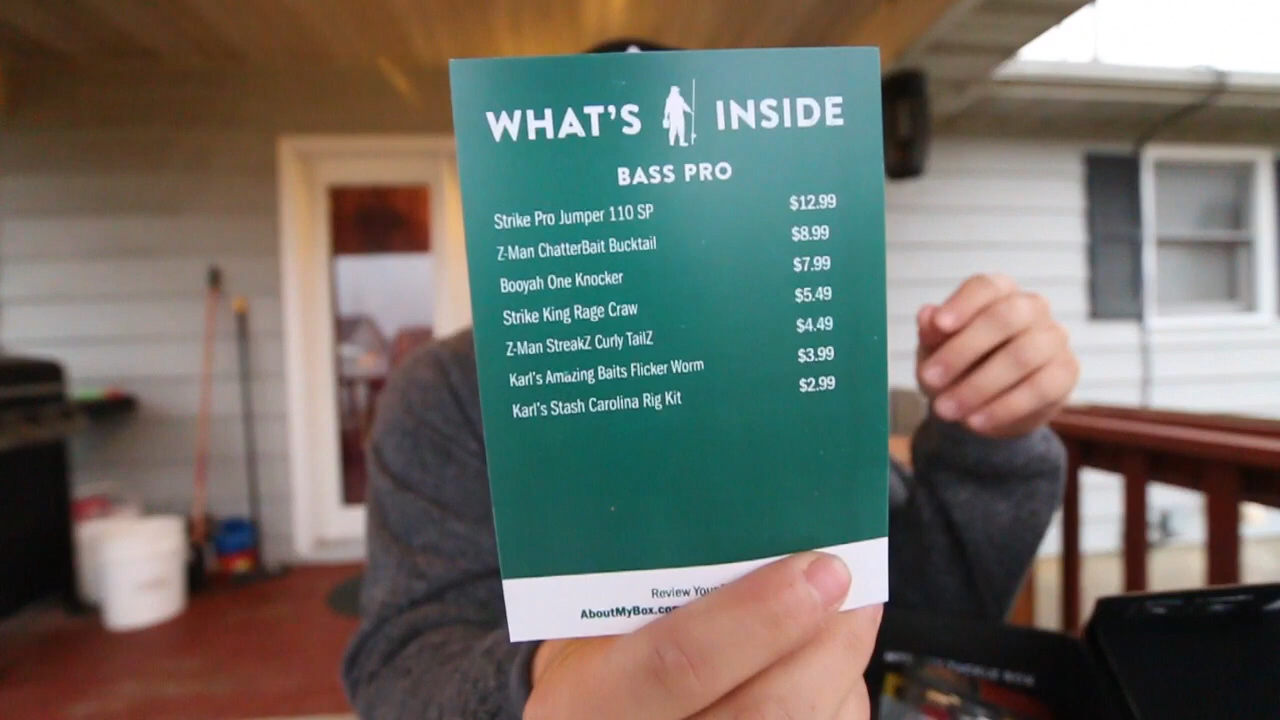 WHAT'S INSIDE
BASS PRO
Strike Pro Jumper 110 SP $12.99
Z-Man ChatterBait Bucktail $8.99
Booyah One Knocker $7.99
Strike King Rage Craw $5.49
Z-Man StreakZ Curly TailZ $4.49
Karl's Amazing Baits Flicker Worm $3.99
Karl's Stash Carolina Rig Kit $2.99
Review Your
AboutMyBox.co